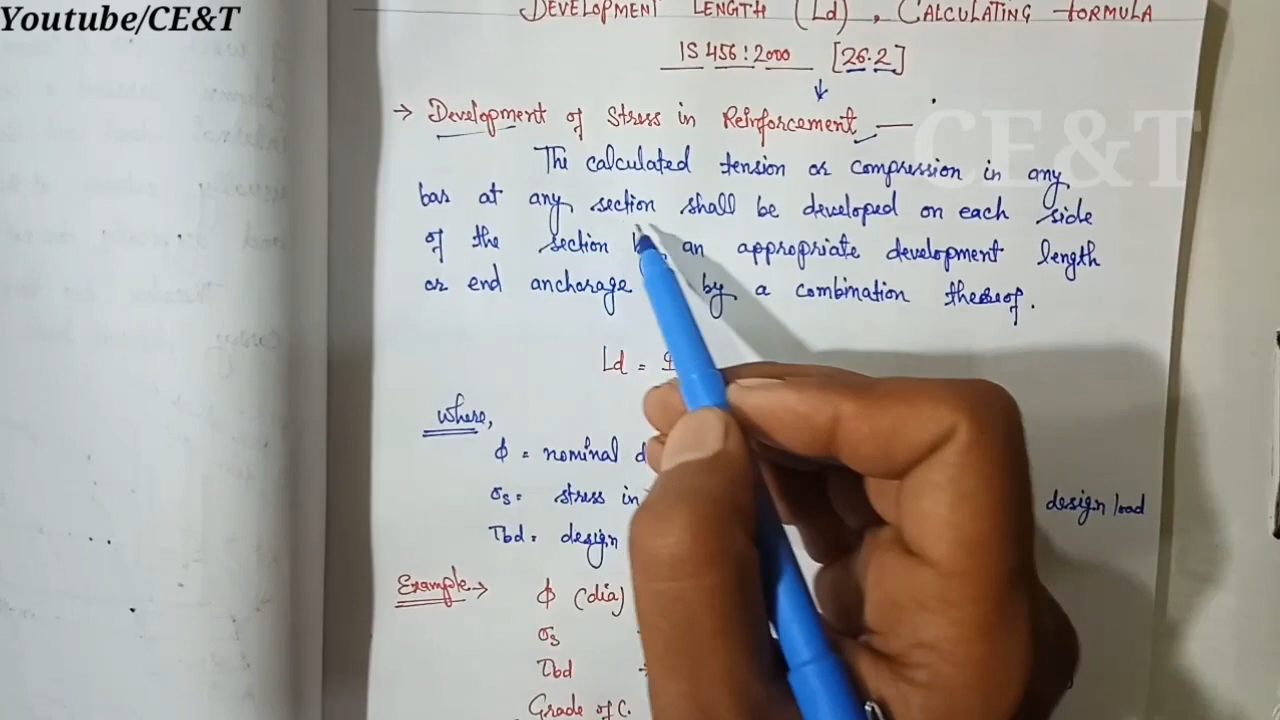 Youtube/CE&T
DEVELOPMENT LENGTH (Ld), CALCULATING FORMULA
IS 456:2000 [26.2]
→ Development of Stress in Reinforcement —
CE&T
The calculated tension or compression in any
bar at any section shall be developed on each side
of the section an appropriate development length
or end anchorage by a combination thereof.
Ld =
where,
ϕ = nominal
σs = stress in design load
τbd = design
Example → ϕ (dia)
σs
τbd
Grade of C.